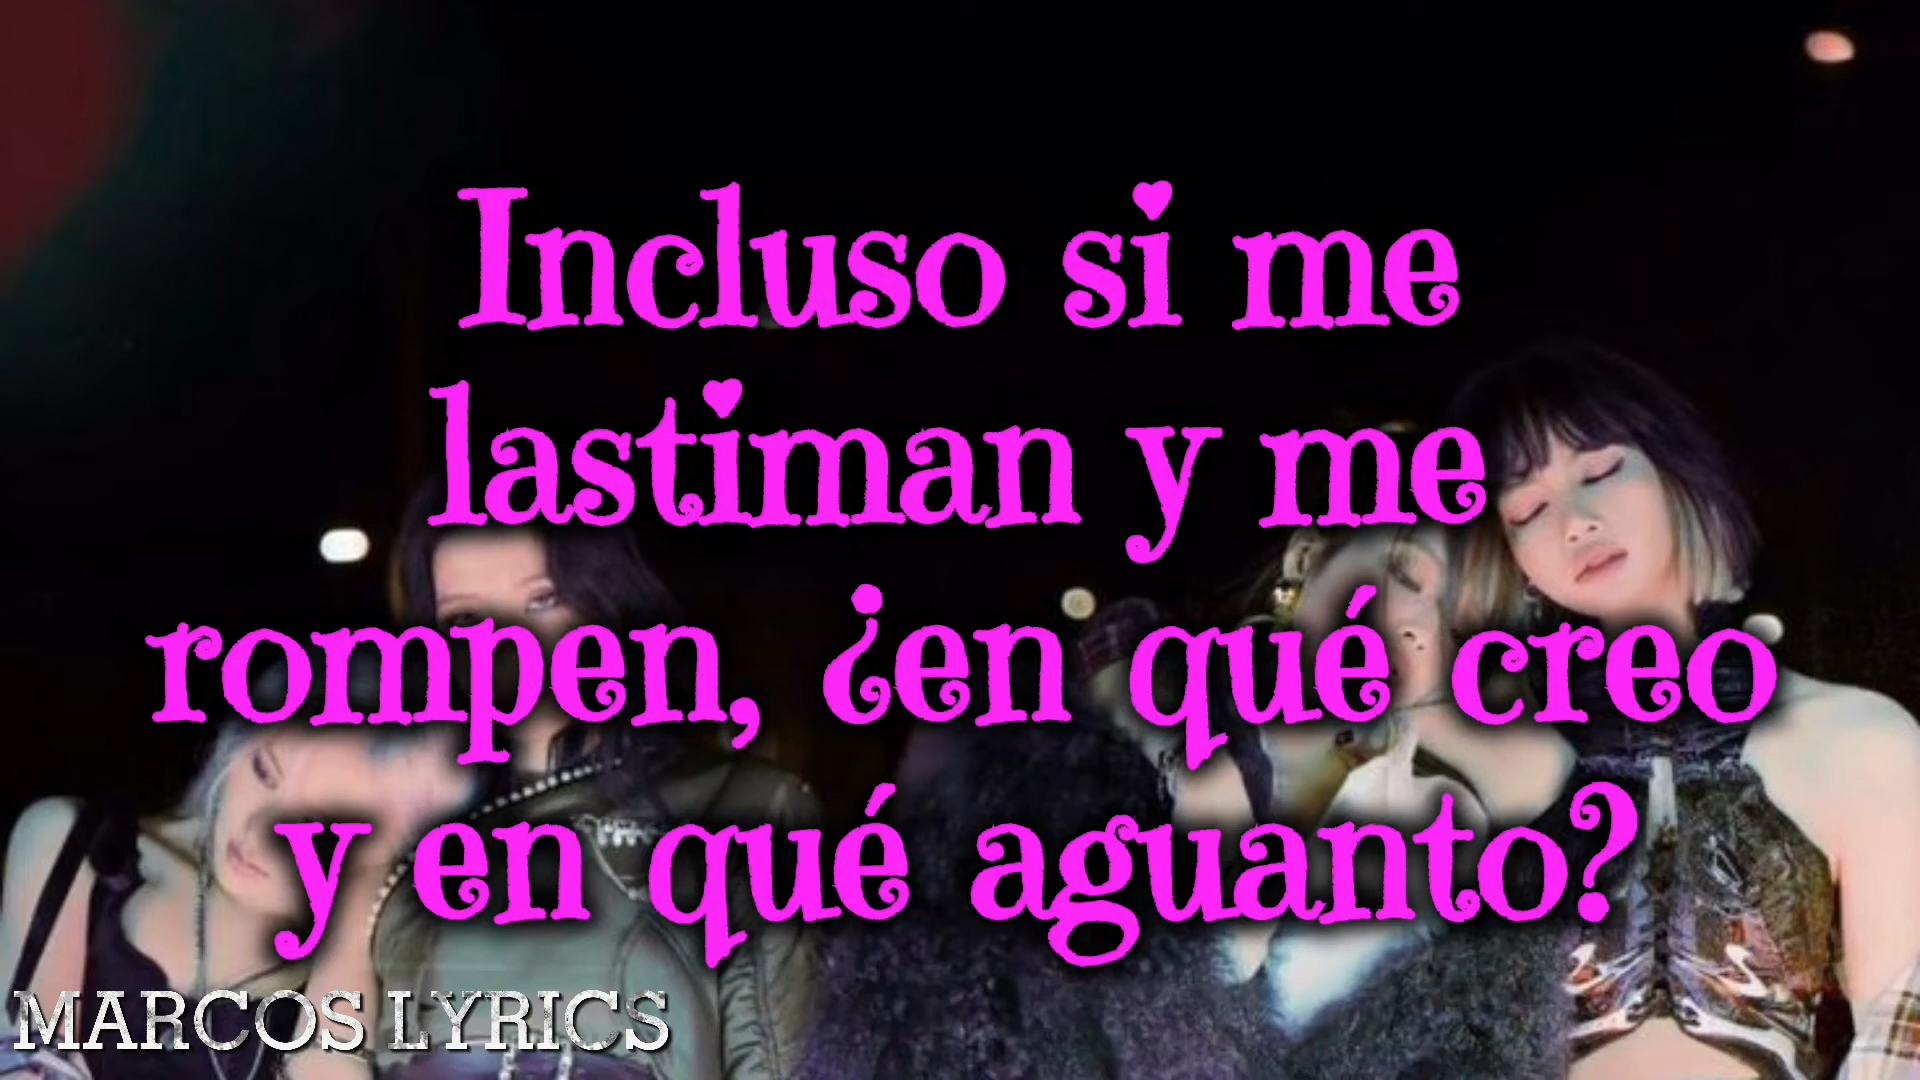 Incluso si me
lastiman y me
rompen, ¿en qué creo
y en qué aguanto?
MARCOS LYRICS